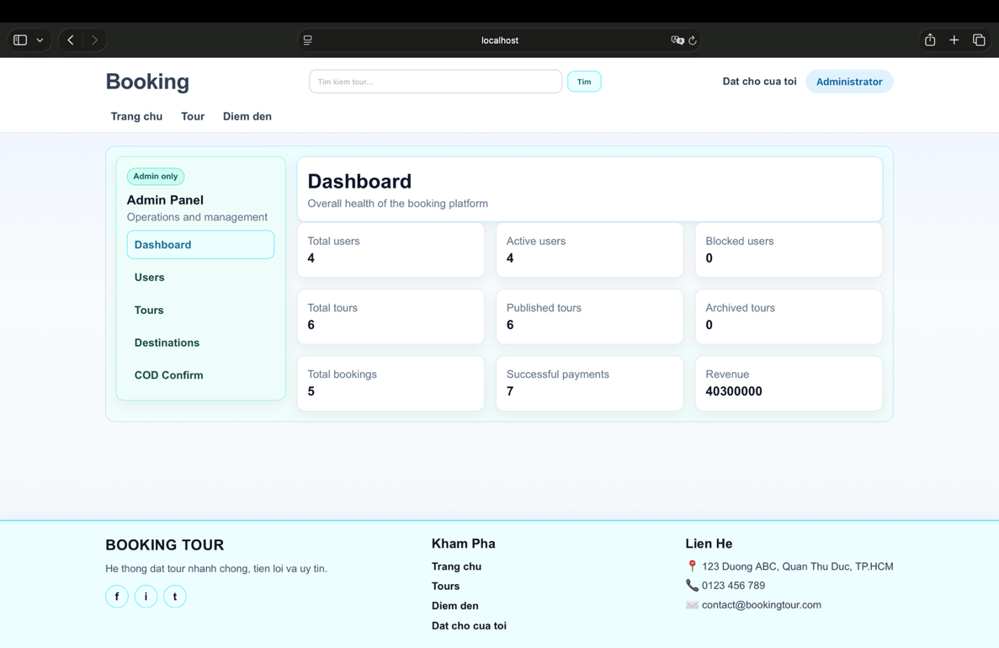 localhost
Booking
Tim kiem tour...
Tim
Dat cho cua toi
Administrator
Trang chu
Tour
Diem den
Admin only
Admin Panel
Operations and management
Dashboard
Users
Tours
Destinations
COD Confirm
Dashboard
Overall health of the booking platform
Total users
4
Active users
4
Blocked users
0
Total tours
6
Published tours
6
Archived tours
0
Total bookings
5
Successful payments
7
Revenue
40300000
BOOKING TOUR
He thong dat tour nhanh chong, tien loi va uy tin.
f
i
t
Kham Pha
Trang chu
Tours
Diem den
Dat cho cua toi
Lien He
📍 123 Duong ABC, Quan Thu Duc, TP.HCM
📞 0123 456 789
✉️ contact@bookingtour.com